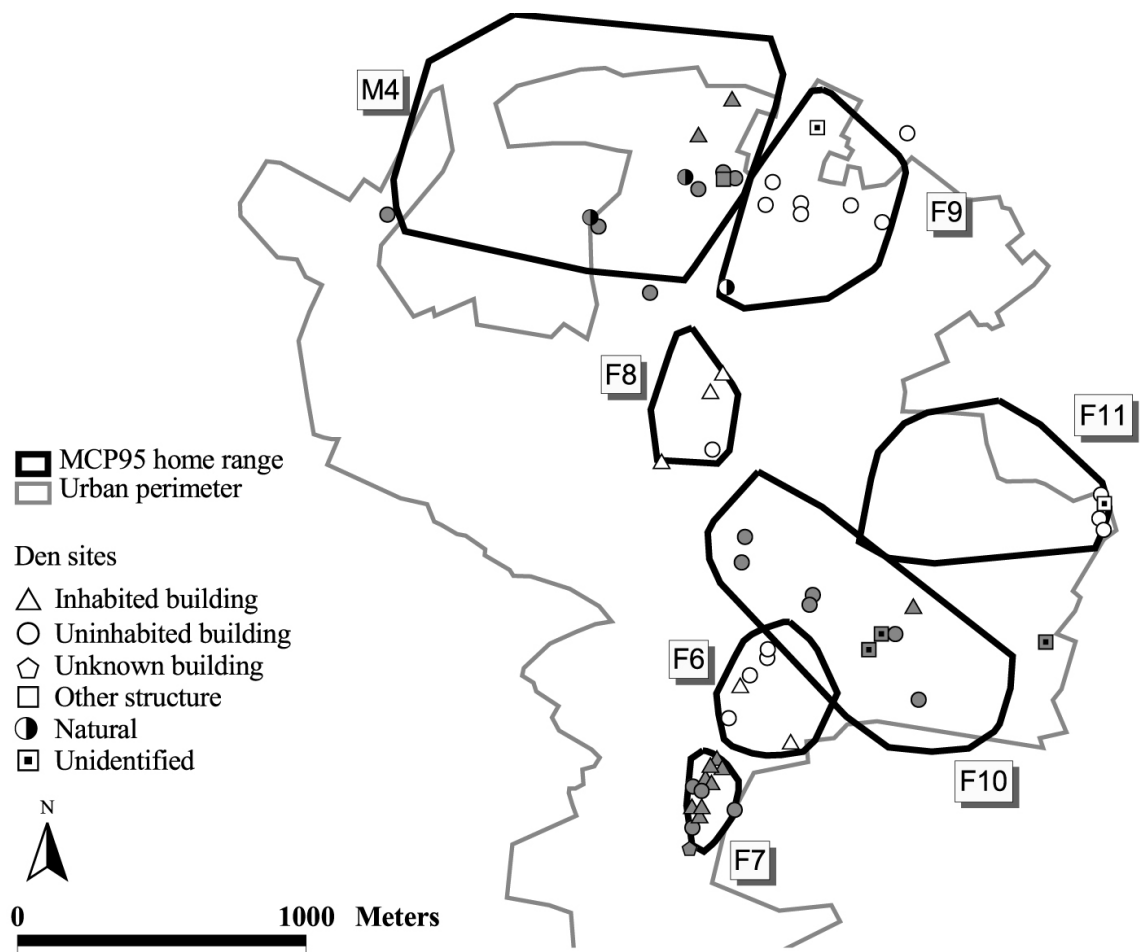 M4
F9
F8
F11
MCP95 home range
Urban perimeter
Den sites
Inhabited building
Uninhabited building
Unknown building
Other structure
Natural
Unidentified
F6
F10
F7
N
0 1000 Meters